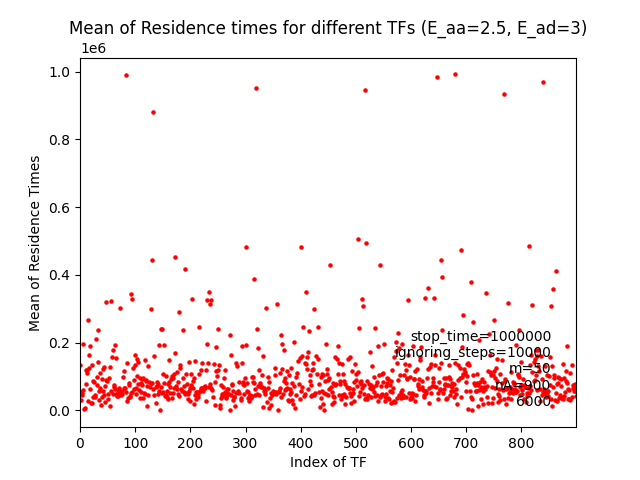 Mean of Residence times for different TFs (E_aa=2.5, E_ad=3)
1e6
1.0
0.8
0.6
0.4
0.2
0.0
Mean of Residence Times
stop_time=1000000
ignoring_steps=10000
m=50
nA=900
6000
0 100 200 300 400 500 600 700 800
Index of TF